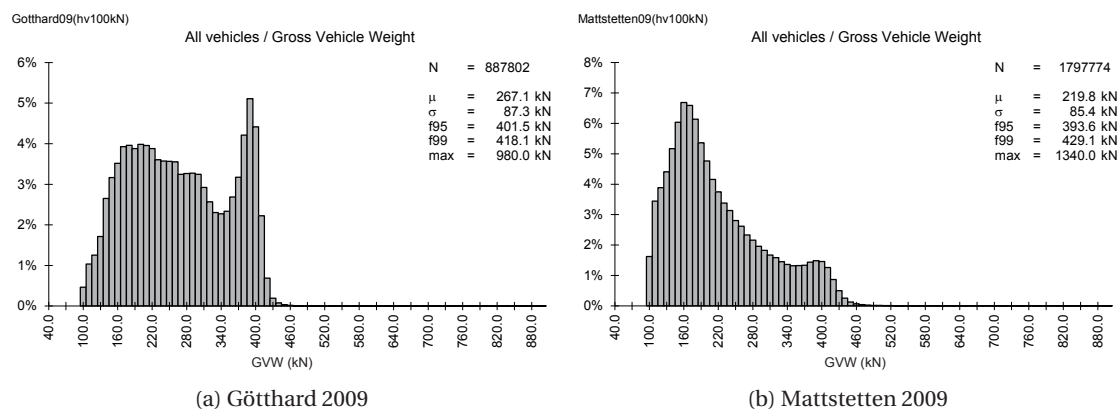 Gotthard09(hv100kN)
All vehicles / Gross Vehicle Weight
6%
5%
4%
3%
2%
1%
0%
N = 887802
μ = 267.1 kN
σ = 87.3 kN
f95 = 401.5 kN
f99 = 418.1 kN
max = 980.0 kN
40.0 100.0 160.0 220.0 280.0 340.0 400.0 460.0 520.0 580.0 640.0 700.0 760.0 820.0 880.0
GVW (kN)
(a) Götthard 2009
Mattstetten09(hv100kN)
All vehicles / Gross Vehicle Weight
8%
7%
6%
5%
4%
3%
2%
1%
0%
N = 1797774
μ = 219.8 kN
σ = 85.4 kN
f95 = 393.6 kN
f99 = 429.1 kN
max = 1340.0 kN
40.0 100.0 160.0 220.0 280.0 340.0 400.0 460.0 520.0 580.0 640.0 700.0 760.0 820.0 880.0
GVW (kN)
(b) Mattstetten 2009